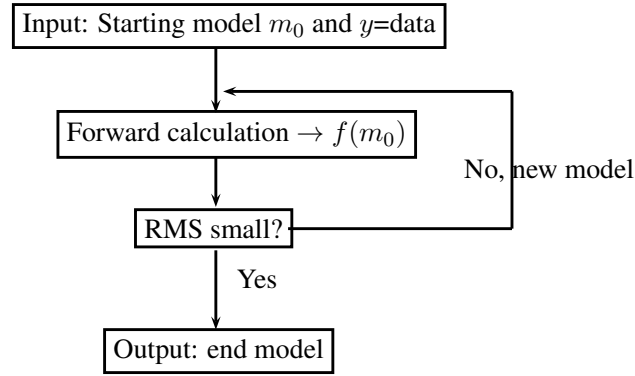 Input: Starting model m₀ and y=data
Forward calculation → f(m₀)
No, new model
RMS small?
Yes
Output: end model